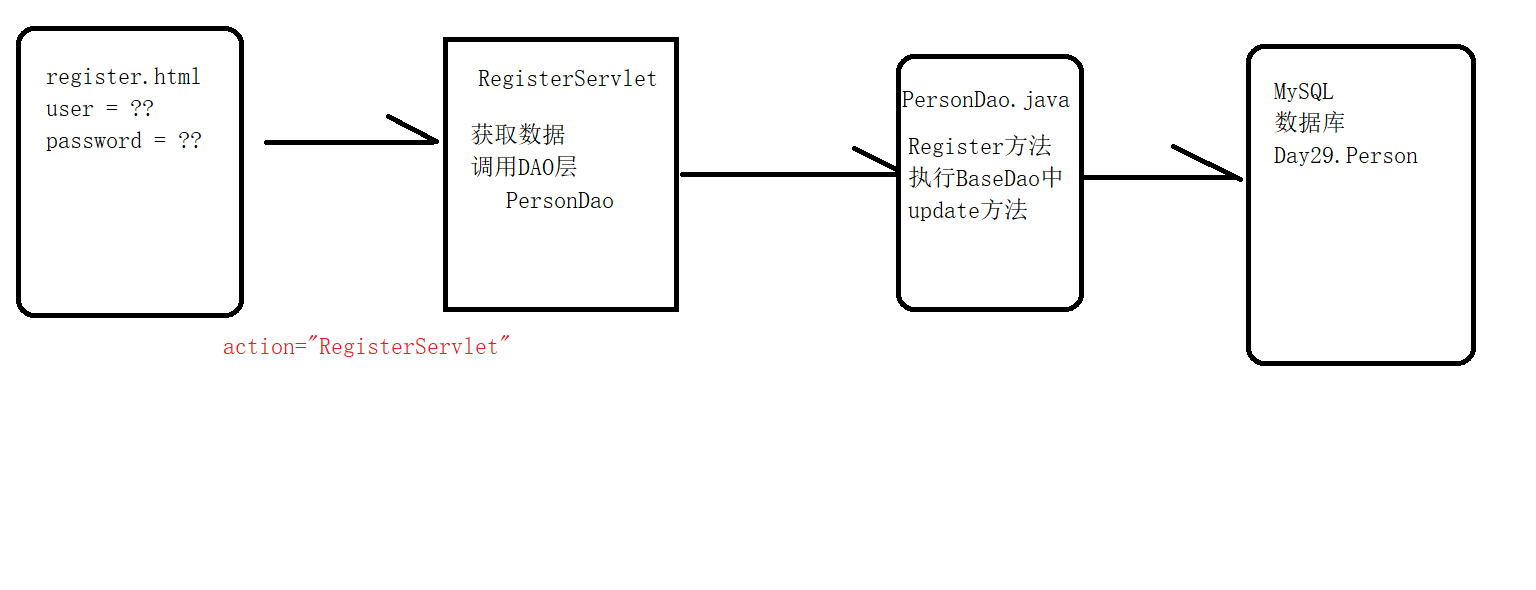 register.html
user = ??
password = ??
RegisterServlet
获取数据
调用DAO层
PersonDao
action="RegisterServlet"
PersonDao.java
Register方法
执行BaseDao中
update方法
MySQL
数据库
Day29.Person